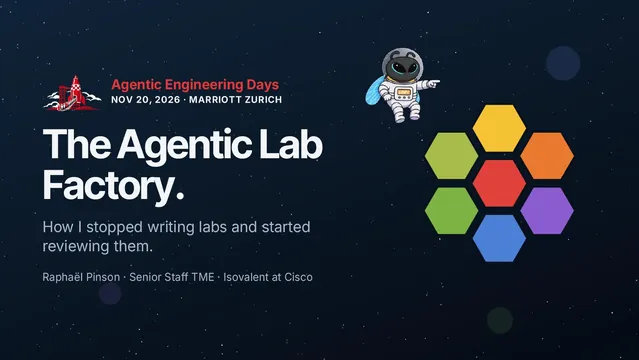 Agentic Engineering Days
NOV 20, 2026 · MARRIOTT ZURICH
The Agentic Lab
Factory.
How I stopped writing labs and started
reviewing them.
Raphaël Pinson · Senior Staff TME · Isovalent at Cisco